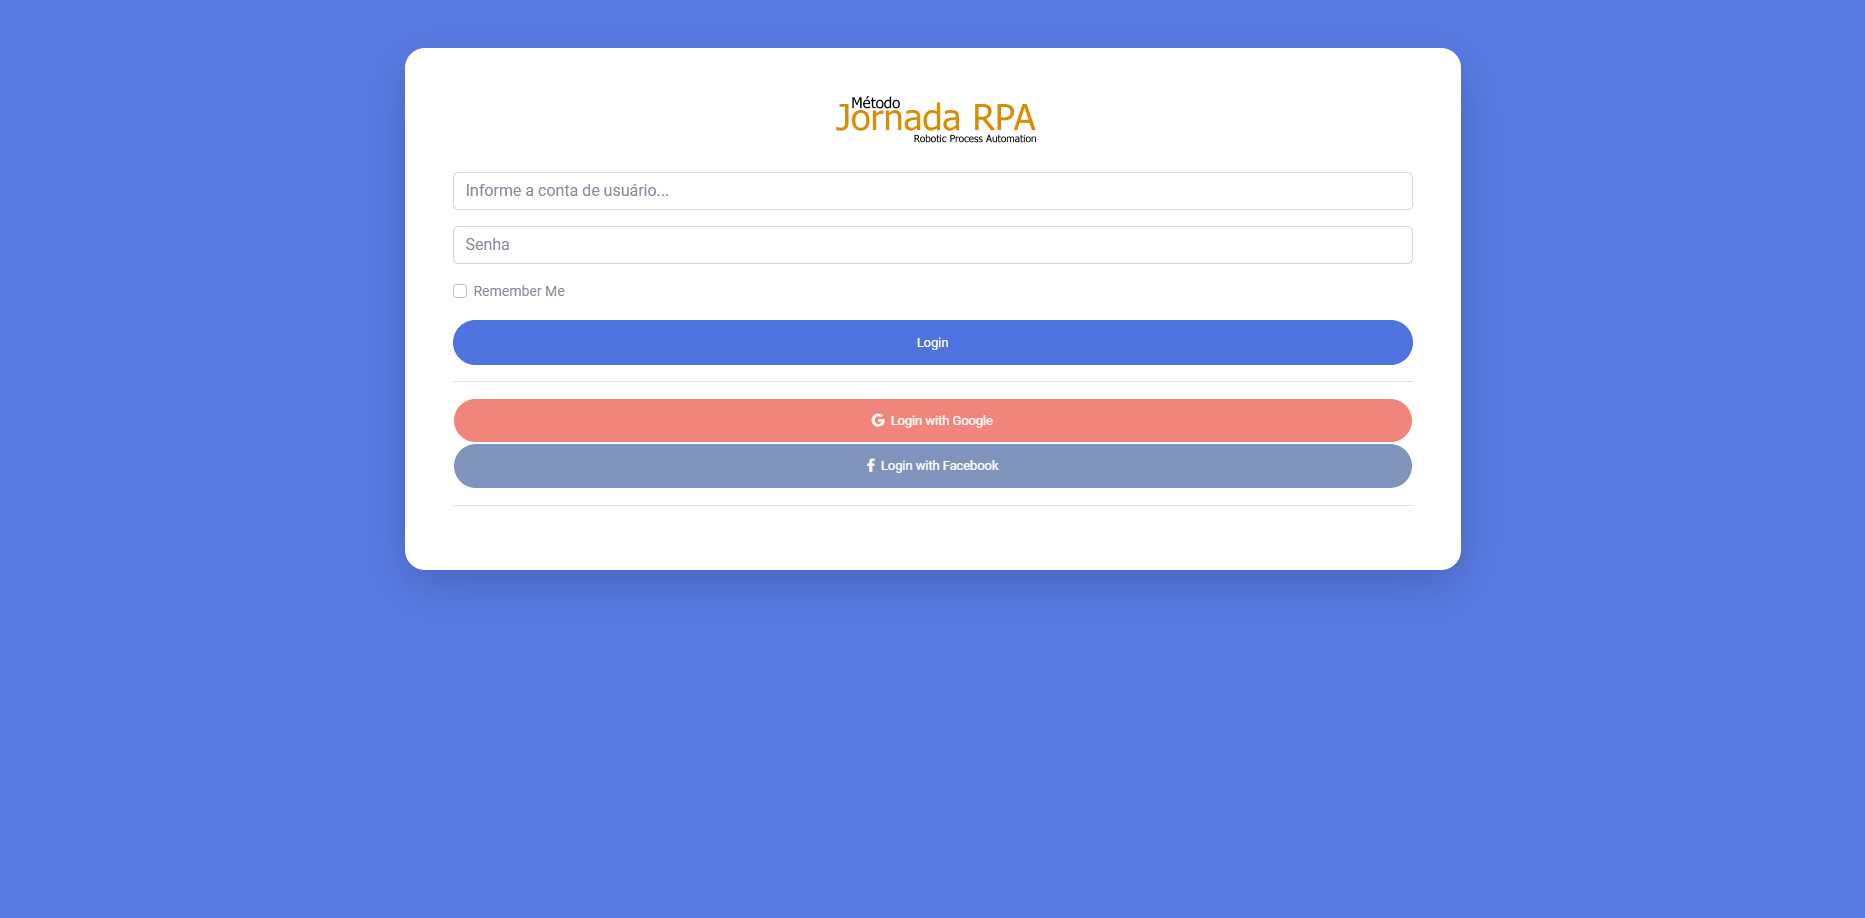 Método
Jornada RPA
Robotic Process Automation
Informe a conta de usuário...
Senha
Remember Me
Login
Login with Google
Login with Facebook